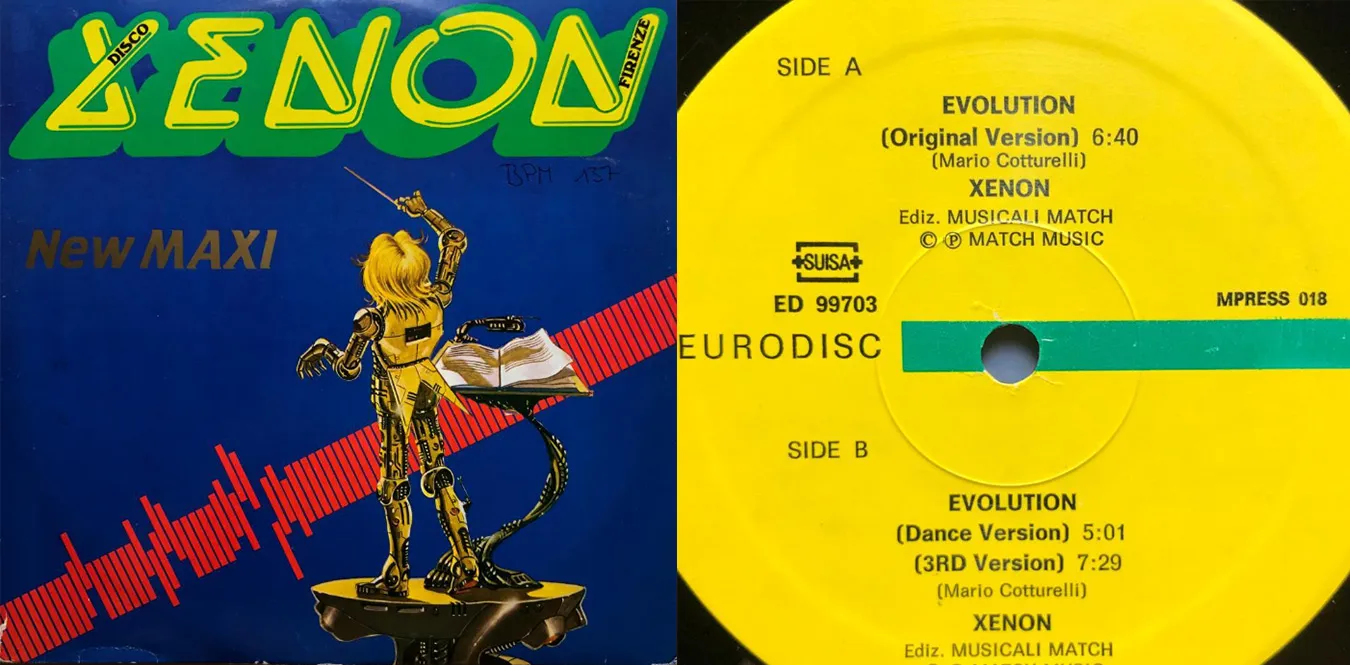 XENON
DISCO
FIRENZE
BPM 137
New MAXI
SIDE A
EVOLUTION
(Original Version) 6:40
(Mario Cotturelli)
XENON
Ediz. MUSICALI MATCH
© ℗ MATCH MUSIC
SUISA
ED 99703
MPRESS 018
EURODISC
SIDE B
EVOLUTION
(Dance Version) 5:01
(3RD Version) 7:29
(Mario Cotturelli)
XENON
Ediz. MUSICALI MATCH
© ℗ MATCH MUSIC